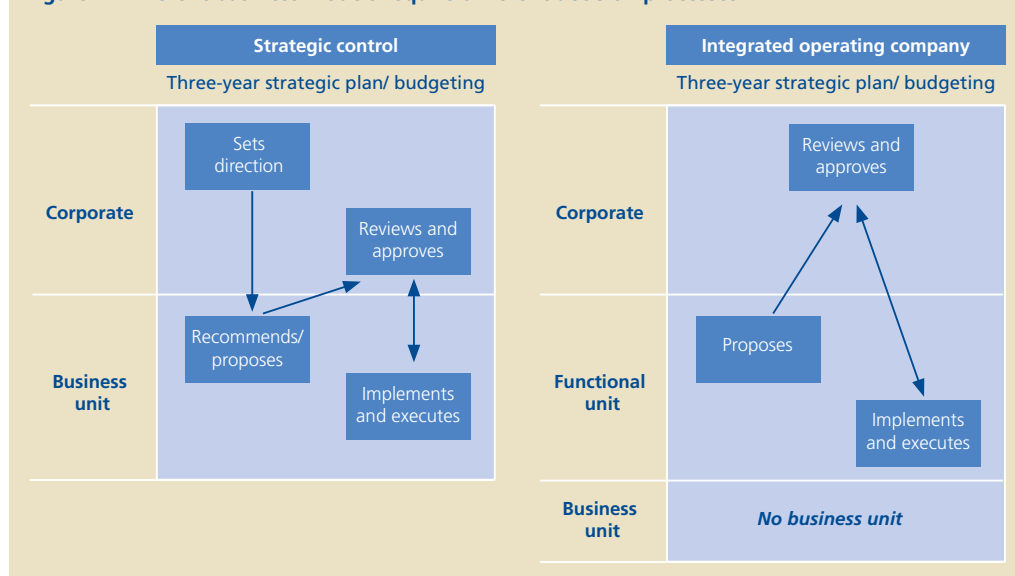 Strategic control
Three-year strategic plan/ budgeting
Corporate
Sets
direction
Reviews and
approves
Business
unit
Recommends/
proposes
Implements
and executes
Integrated operating company
Three-year strategic plan/ budgeting
Corporate
Reviews and
approves
Functional
unit
Proposes
Implements
and executes
Business
unit
No business unit